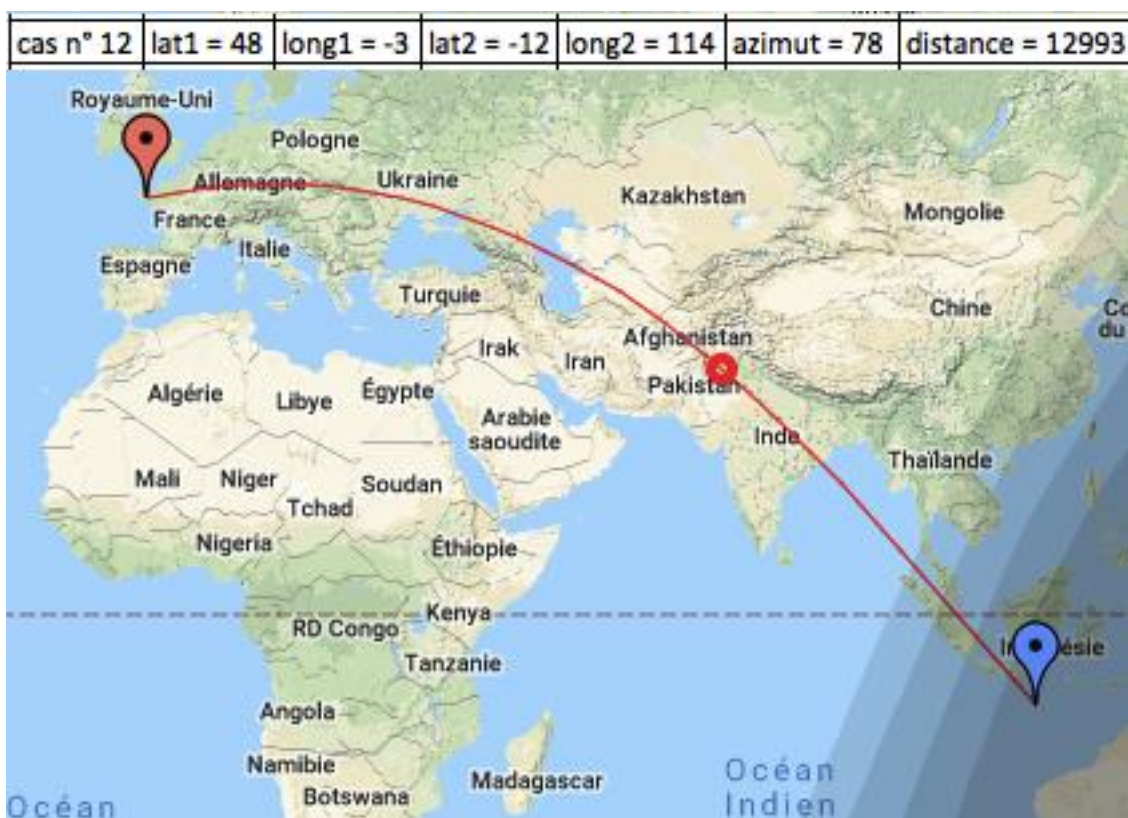 cas n° 12 lat1 = 48 long1 = -3 lat2 = -12 long2 = 114 azimut = 78 distance = 12993
Royaume-Uni
Pologne
Allemagne
Ukraine
Kazakhstan
Mongolie
France
Italie
Espagne
Turquie
Chine
Afghanistan
Irak
Iran
Pakistan
Algérie
Libye
Égypte
Arabie
saoudite
Inde
Thaïlande
Mali
Niger
Soudan
Tchad
Nigeria
Éthiopie
Kenya
RD Congo
Tanzanie
Angola
Namibie
Botswana
Madagascar
Océan
Indien
Océan